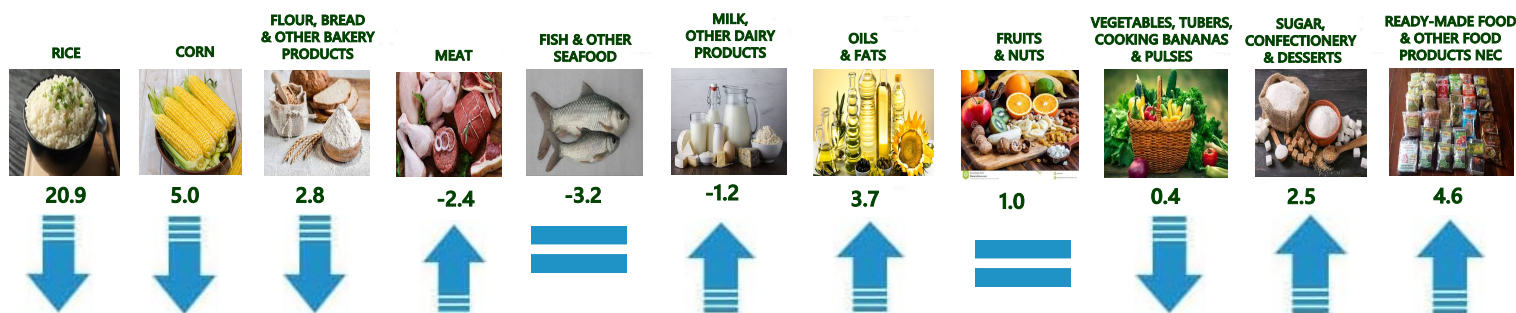 RICE
20.9
CORN
5.0
FLOUR, BREAD
& OTHER BAKERY
PRODUCTS
2.8
MEAT
-2.4
FISH & OTHER
SEAFOOD
-3.2
MILK,
OTHER DAIRY
PRODUCTS
-1.2
OILS
& FATS
3.7
FRUITS
& NUTS
1.0
VEGETABLES, TUBERS,
COOKING BANANAS
& PULSES
0.4
SUGAR,
CONFECTIONERY
& DESSERTS
2.5
READY-MADE FOOD
& OTHER FOOD
PRODUCTS NEC
4.6